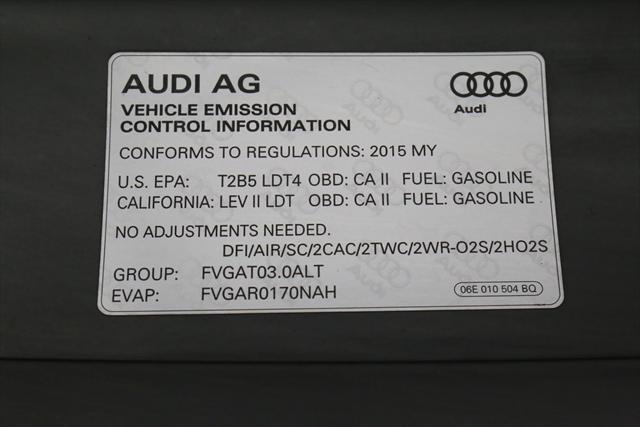 AUDI AG
Audi
VEHICLE EMISSION
CONTROL INFORMATION
CONFORMS TO REGULATIONS: 2015 MY
U.S. EPA: T2B5 LDT4 OBD: CA II FUEL: GASOLINE
CALIFORNIA: LEV II LDT OBD: CA II FUEL: GASOLINE
NO ADJUSTMENTS NEEDED.
DFI/AIR/SC/2CAC/2TWC/2WR-O2S/2HO2S
GROUP: FVGAT03.0ALT
EVAP: FVGAR0170NAH
06E 010 504 BQ